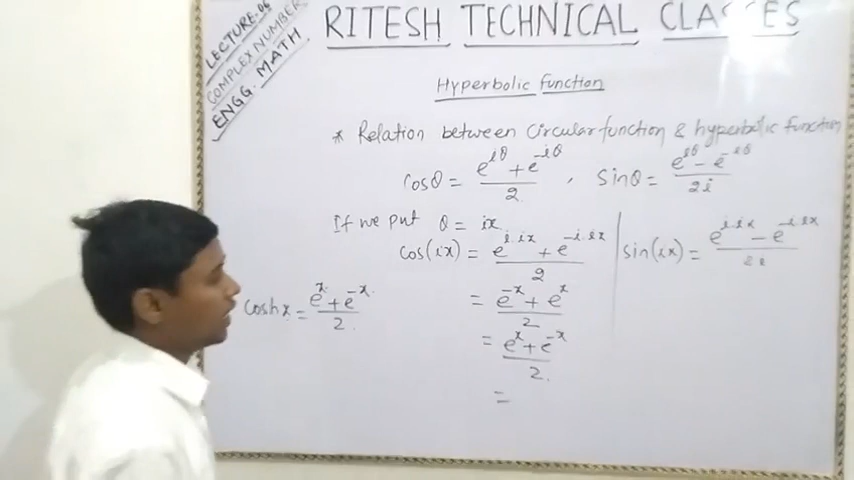 LECTURE-06
COMPLEX NUMBER
ENGG. MATH.
RITESH TECHNICAL CLASSES
Hyperbolic function
* Relation between Circular function & hyperbolic function
cosθ = (e^{iθ} + e^{-iθ})/2 , sinθ = (e^{iθ} - e^{-iθ})/2i
If we put θ = ix
cos(ix) = (e^{i.ix} + e^{-i.ix})/2
= (e^{-x} + e^{x})/2
= (e^{x} + e^{-x})/2
=
sin(ix) = (e^{i.ix} - e^{-i.ix})/2i
coshx = (e^{x} + e^{-x})/2